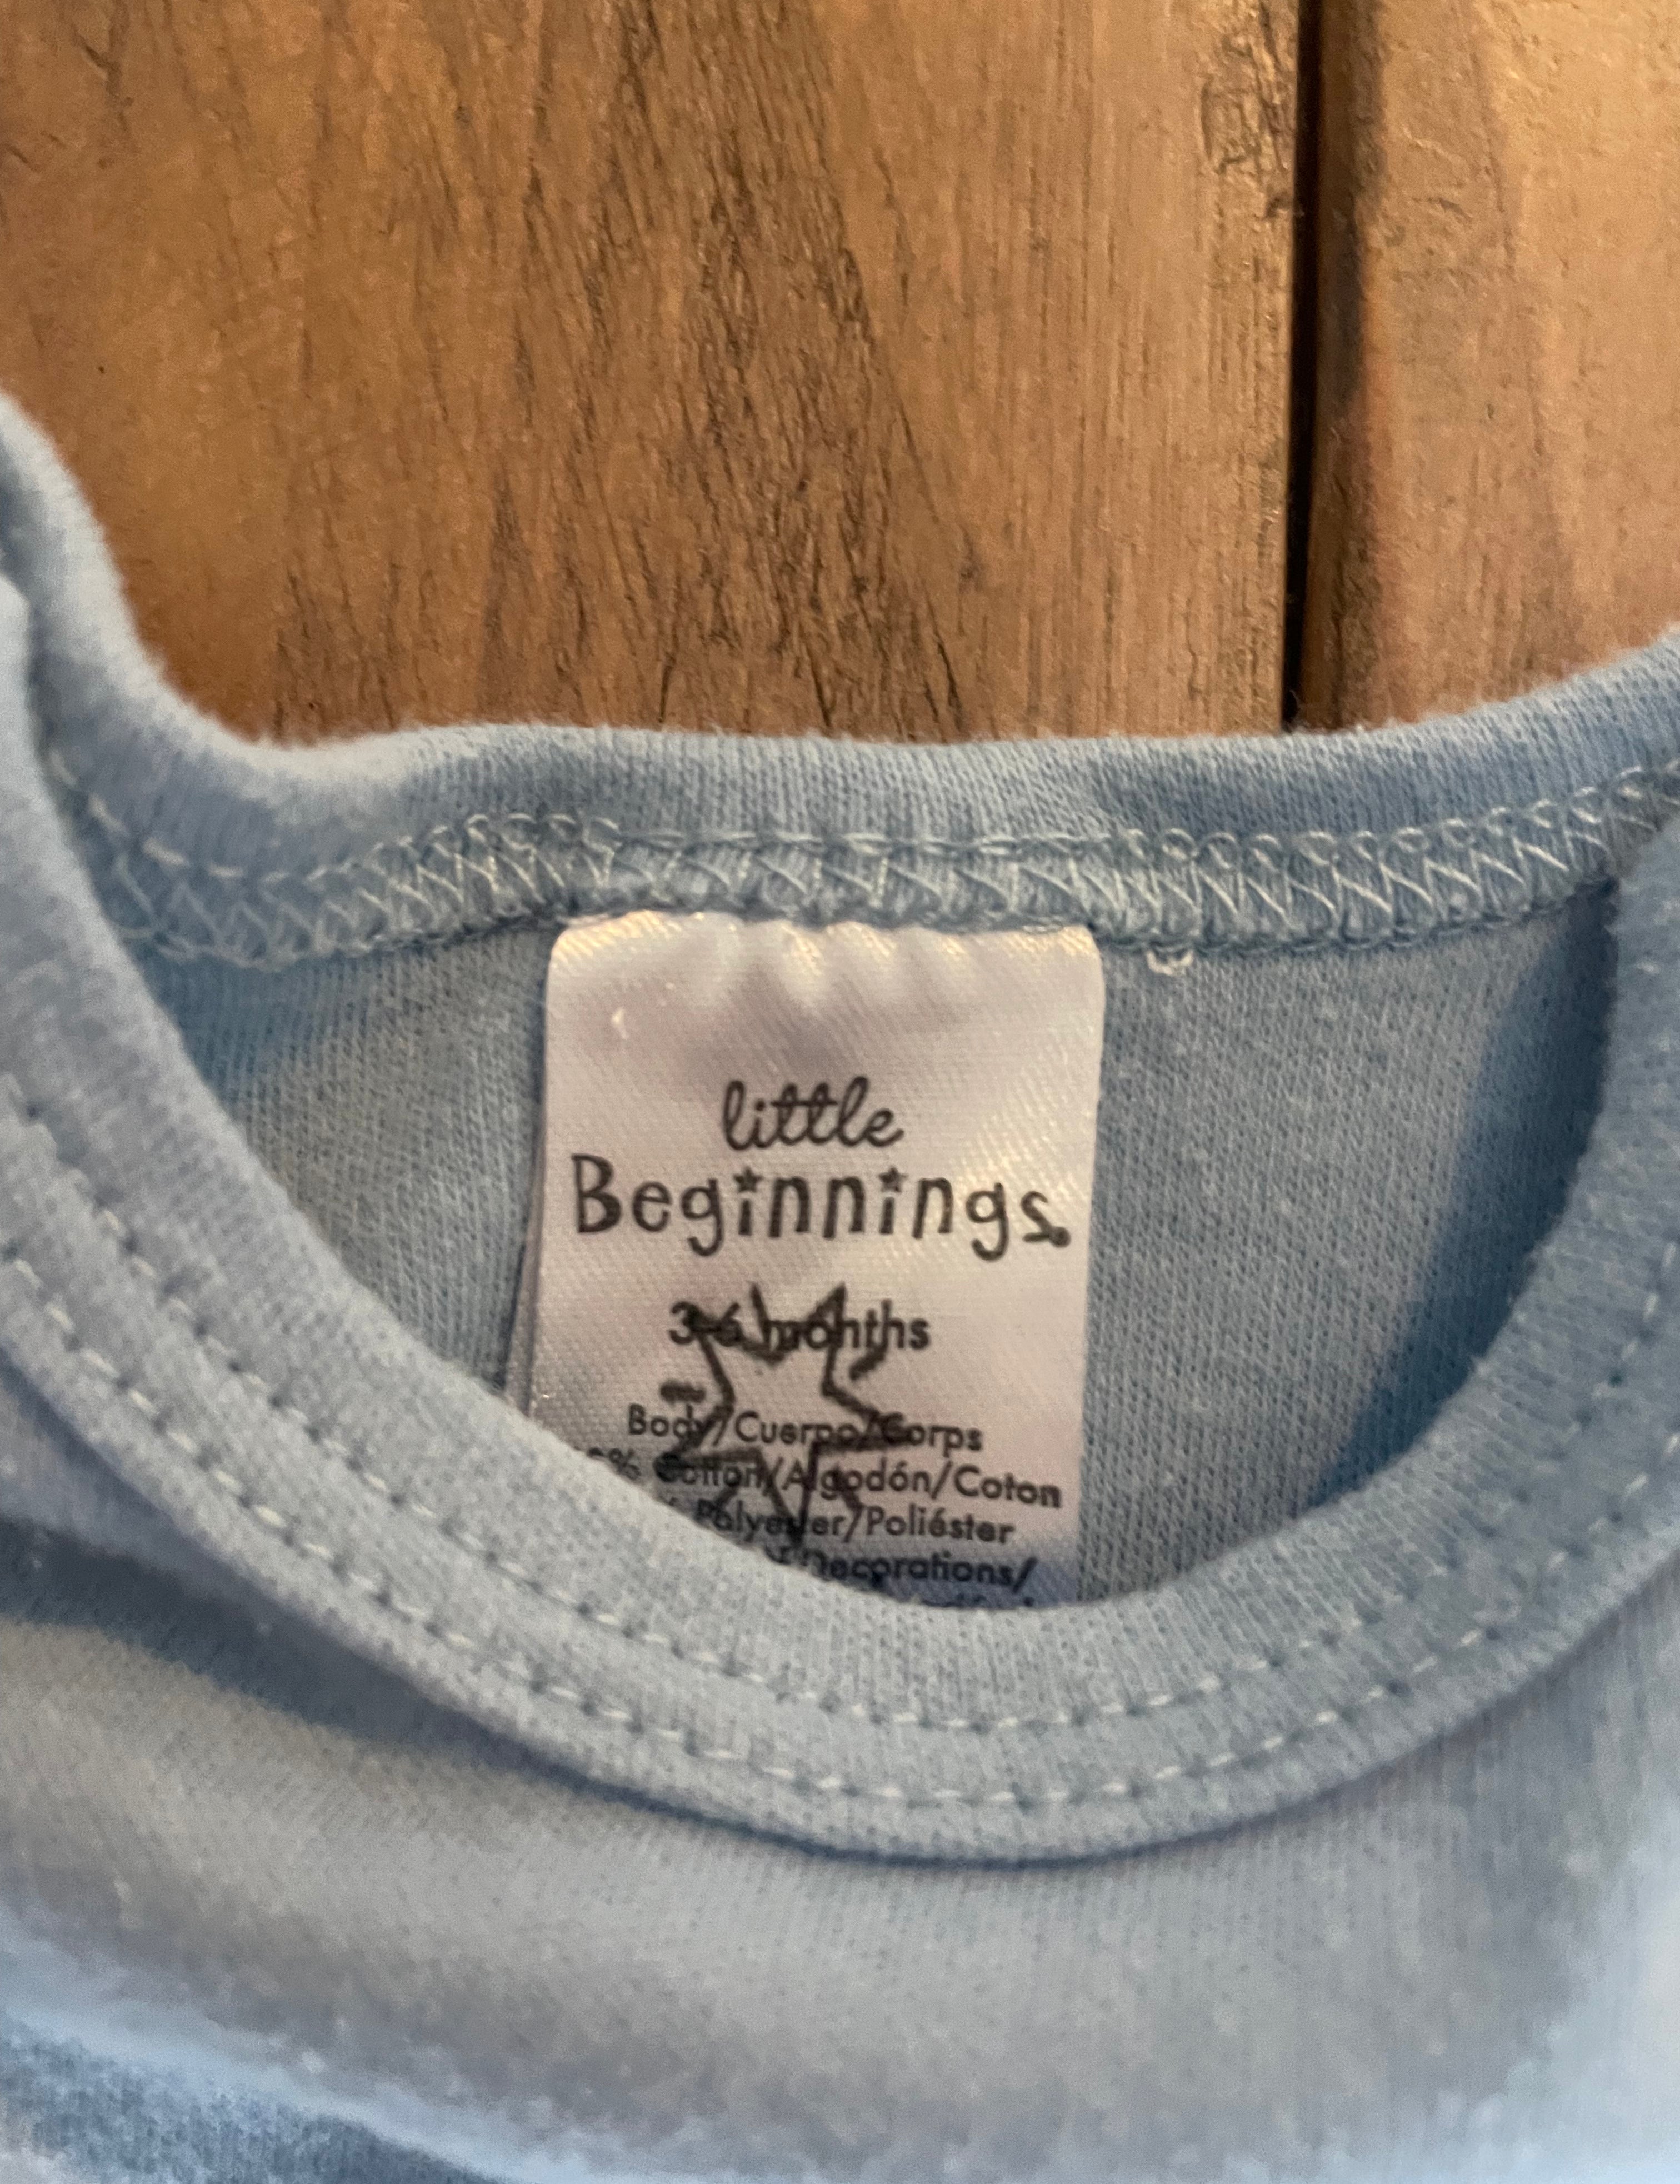 little
Beginnings
3-6 months
Body/Cuerpo/Corps
% Cotton/Algodón/Coton
% Polyester/Poliéster
Decorations/